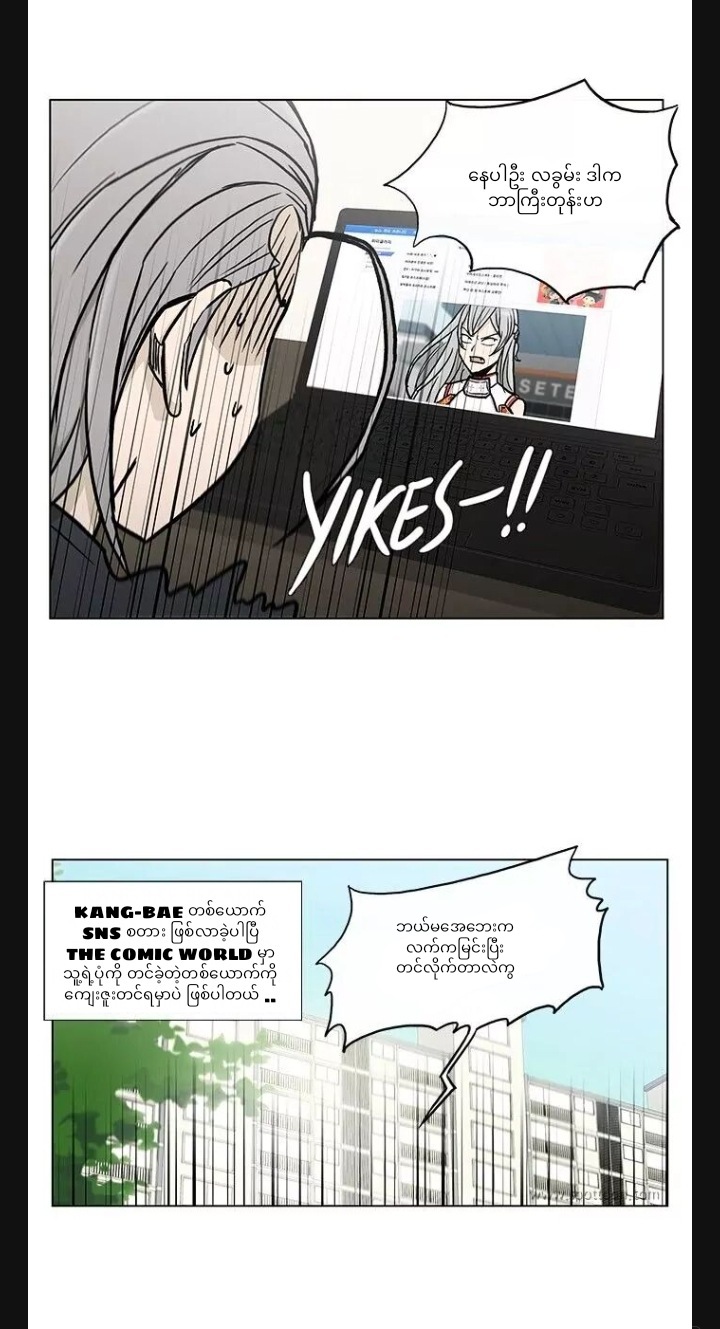 နေပါဦး လခွမ်း ဒါက
ဘာကြီးတုန်းဟ
SETE
YIKES—!!
KANG-BAE တစ်ယောက်
SNS စတား ဖြစ်လာခဲ့ပါပြီ
THE COMIC WORLD မှာ
သူ့ရဲ့ပုံကို တင်ခဲ့တဲ့တစ်ယောက်ကို
ကျေးဇူးတင်ရမှာပဲ ဖြစ်ပါတယ် ..
ဘယ်မအေဘေးက
လက်ကမြင်းပြီး
တင်လိုက်တာလဲကွ